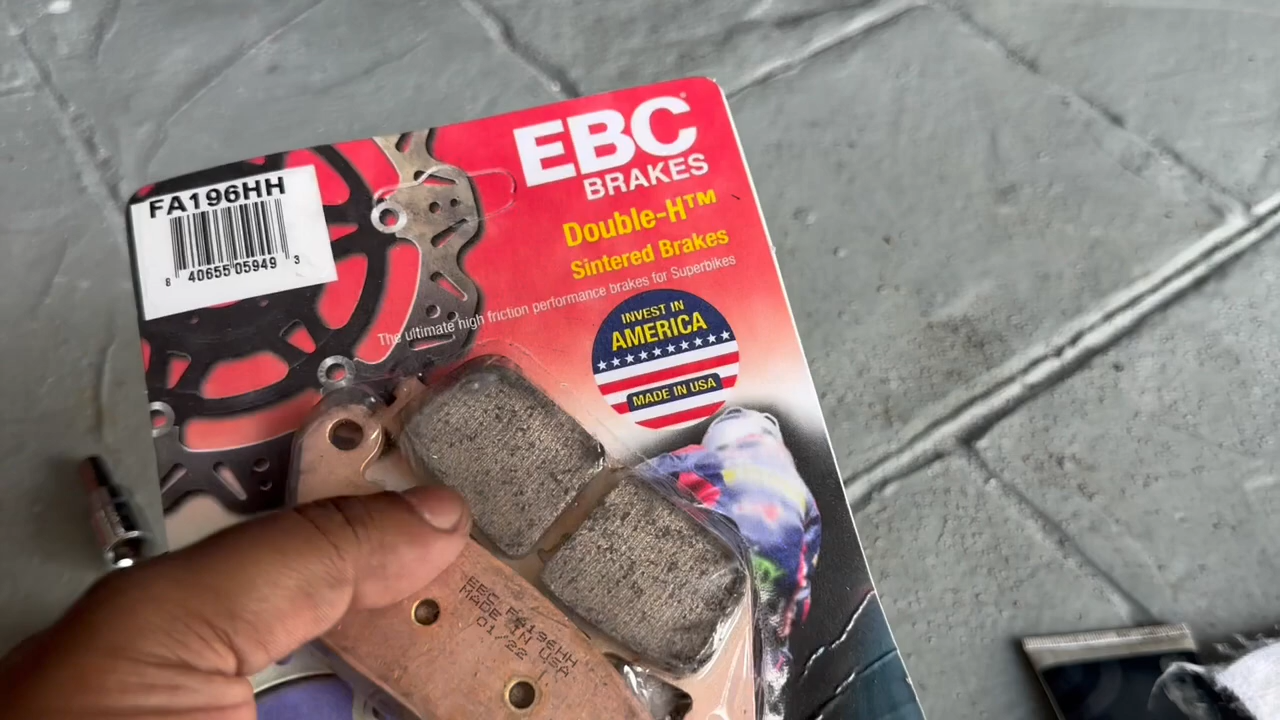 FA196HH
8 40655 05949 3
EBC
BRAKES
Double-H™
Sintered Brakes
The ultimate high friction performance brakes for Superbikes
INVEST IN
AMERICA
MADE IN USA
EBC FA196HH
MADE IN USA
01/22